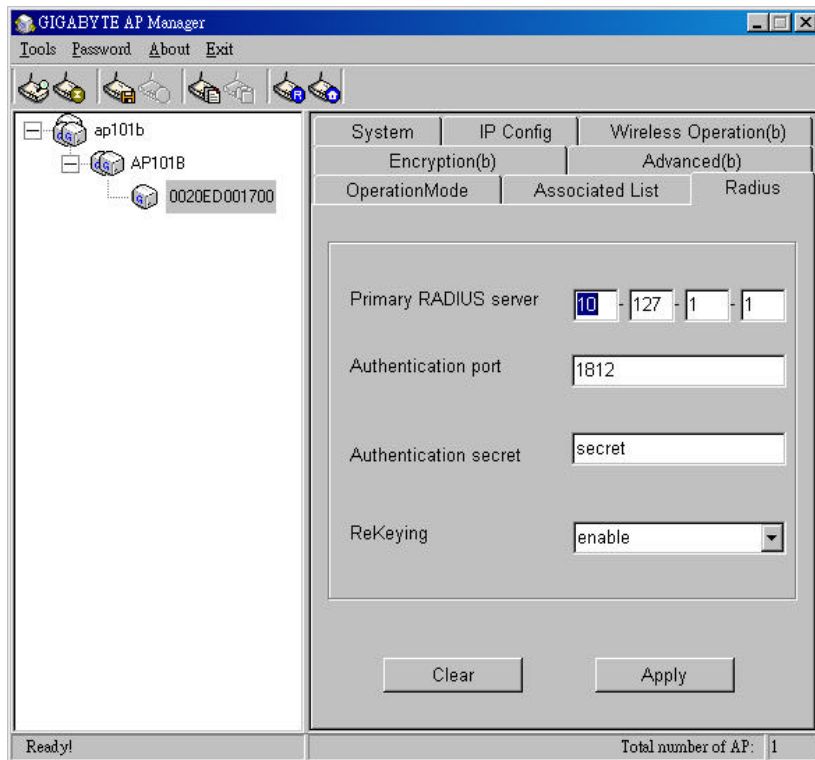 GIGABYTE AP Manager
Tools Password About Exit
ap101b
AP101B
0020ED001700
System IP Config Wireless Operation(b)
Encryption(b) Advanced(b)
OperationMode Associated List Radius
Primary RADIUS server 10 - 127 - 1 - 1
Authentication port 1812
Authentication secret secret
ReKeying enable
Clear Apply
Ready! Total number of AP: 1